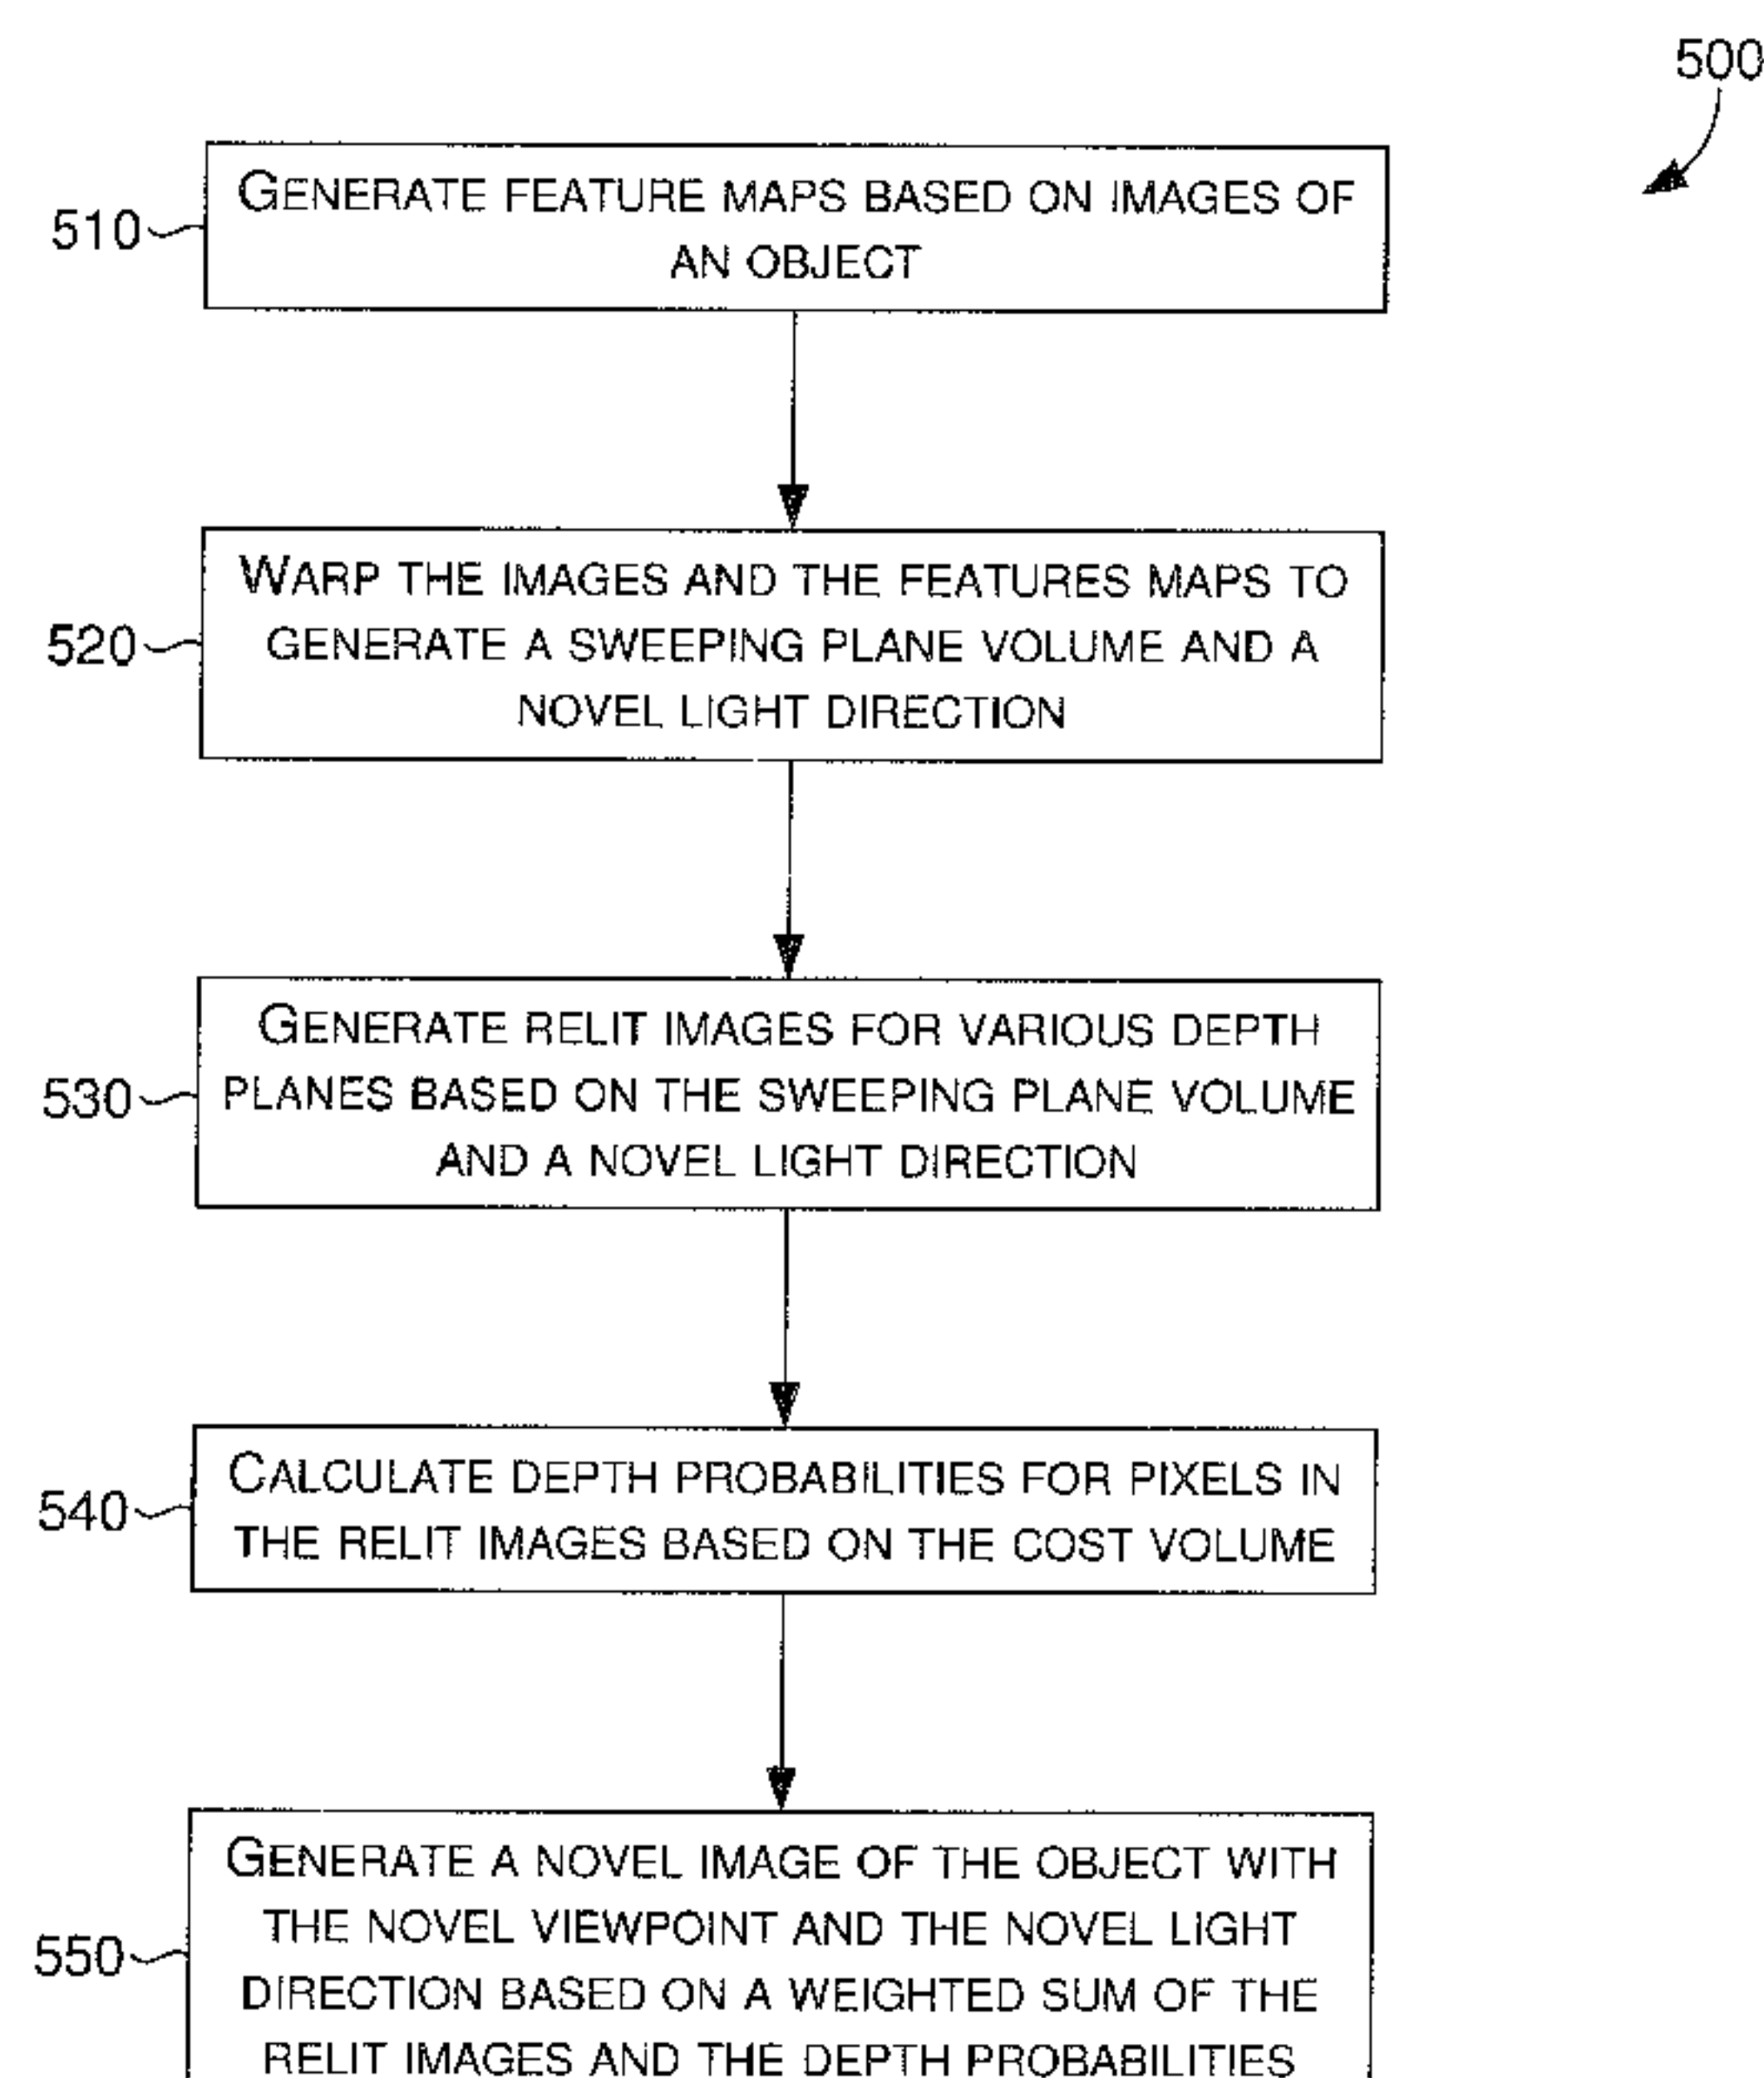 500
GENERATE FEATURE MAPS BASED ON IMAGES OF
AN OBJECT
510
WARP THE IMAGES AND THE FEATURES MAPS TO
GENERATE A SWEEPING PLANE VOLUME AND A
NOVEL LIGHT DIRECTION
520
GENERATE RELIT IMAGES FOR VARIOUS DEPTH
PLANES BASED ON THE SWEEPING PLANE VOLUME
AND A NOVEL LIGHT DIRECTION
530
CALCULATE DEPTH PROBABILITIES FOR PIXELS IN
THE RELIT IMAGES BASED ON THE COST VOLUME
540
GENERATE A NOVEL IMAGE OF THE OBJECT WITH
THE NOVEL VIEWPOINT AND THE NOVEL LIGHT
DIRECTION BASED ON A WEIGHTED SUM OF THE
RELIT IMAGES AND THE DEPTH PROBABILITIES
550